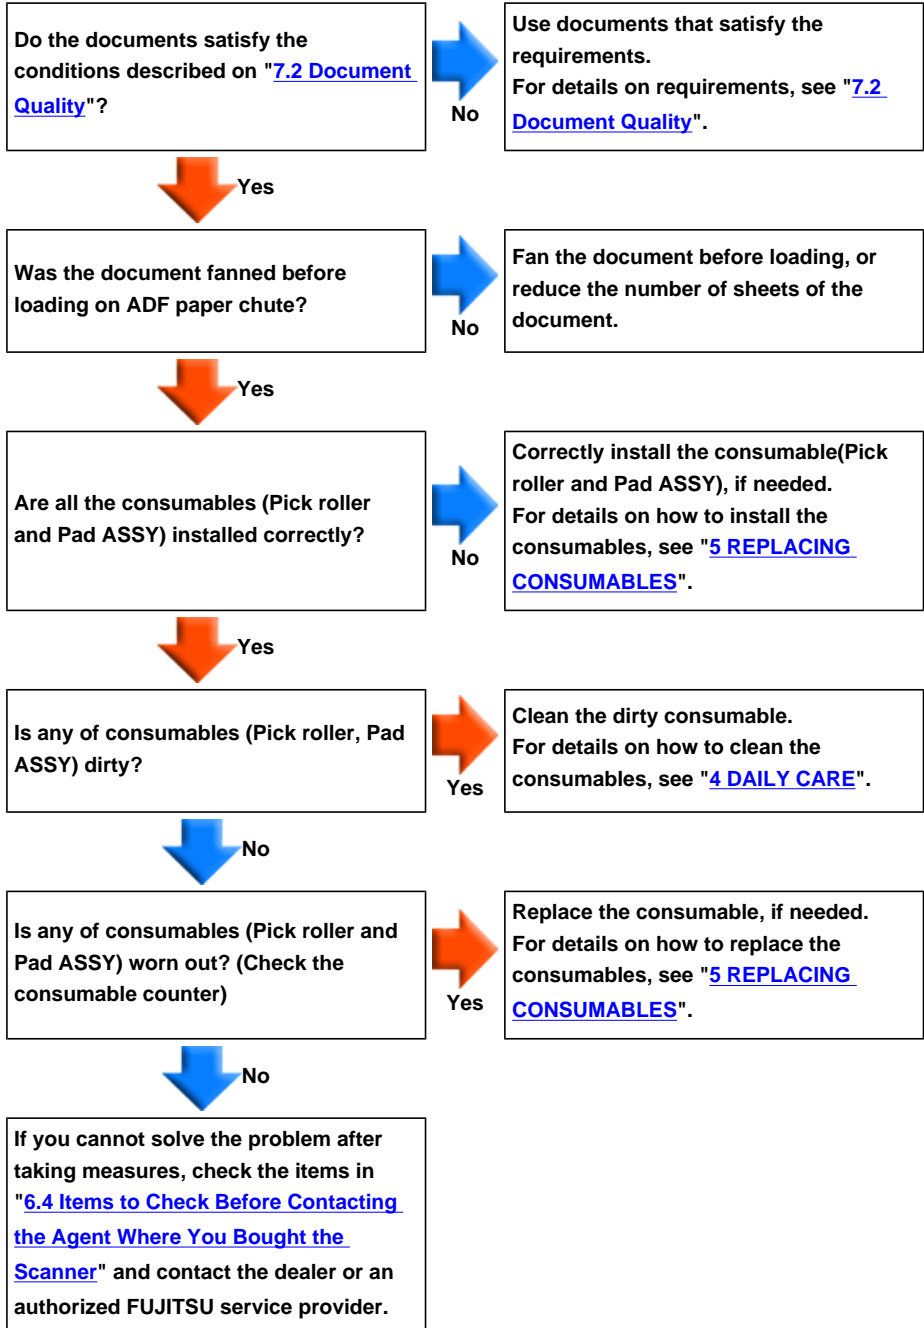 Do the documents satisfy the
conditions described on "7.2 Document
Quality"?
No
Use documents that satisfy the
requirements.
For details on requirements, see "7.2
Document Quality".
Yes
Was the document fanned before
loading on ADF paper chute?
No
Fan the document before loading, or
reduce the number of sheets of the
document.
Yes
Are all the consumables (Pick roller
and Pad ASSY) installed correctly?
No
Correctly install the consumable(Pick
roller and Pad ASSY), if needed.
For details on how to install the
consumables, see "5 REPLACING
CONSUMABLES".
Yes
Is any of consumables (Pick roller, Pad
ASSY) dirty?
Yes
Clean the dirty consumable.
For details on how to clean the
consumables, see "4 DAILY CARE".
No
Is any of consumables (Pick roller and
Pad ASSY) worn out? (Check the
consumable counter)
Yes
Replace the consumable, if needed.
For details on how to replace the
consumables, see "5 REPLACING
CONSUMABLES".
No
If you cannot solve the problem after
taking measures, check the items in
"6.4 Items to Check Before Contacting
the Agent Where You Bought the
Scanner" and contact the dealer or an
authorized FUJITSU service provider.